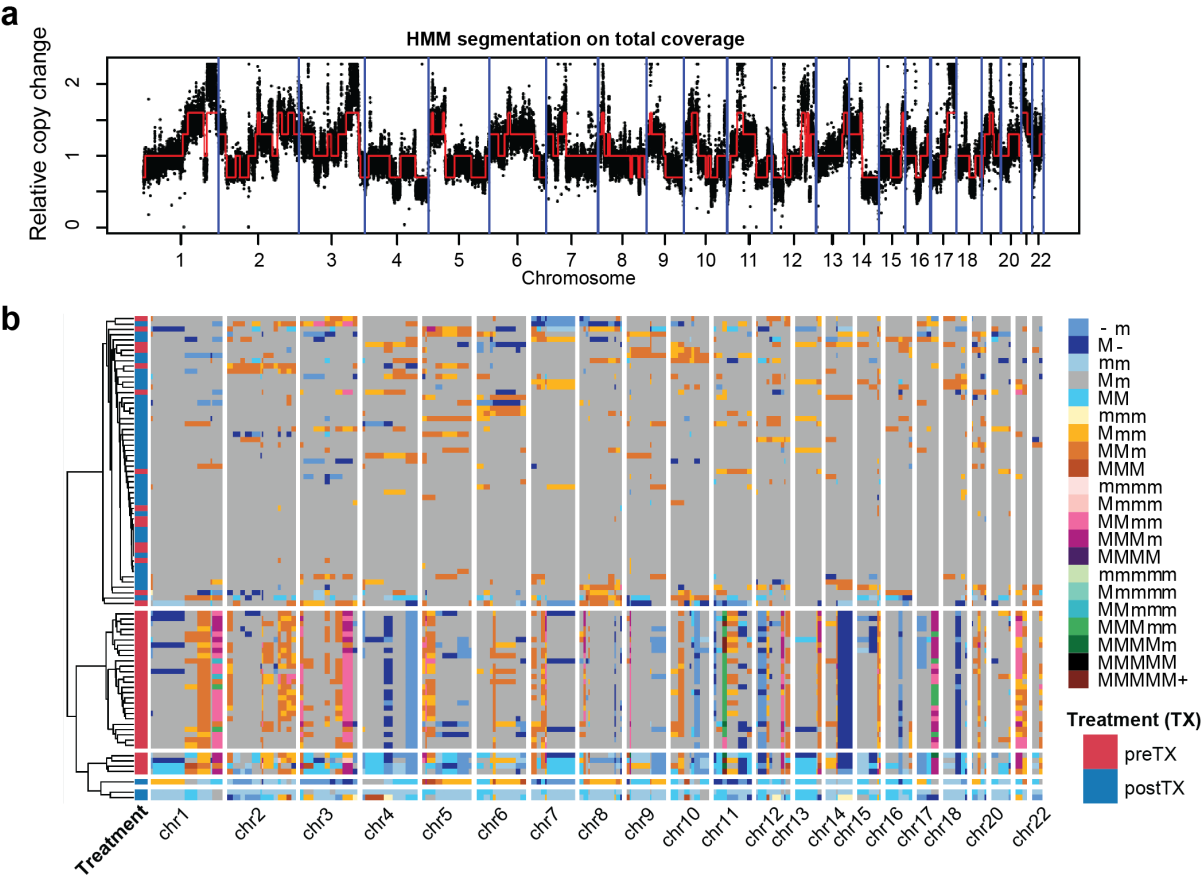 a
HMM segmentation on total coverage
Relative copy change
2
1
0
1 2 3 4 5 6 7 8 9 10 11 12 13 14 15 16 17 18 20 22
Chromosome
b
- m
M -
mm
Mm
MM
mmm
Mmm
MMm
MMM
mmmm
Mmmm
MMmm
MMMm
MMMM
mmmmm
Mmmmm
MMmmm
MMMmm
MMMMm
MMMMM
MMMMM+
Treatment (TX)
preTX
postTX
Treatment chr1 chr2 chr3 chr4 chr5 chr6 chr7 chr8 chr9 chr10 chr11 chr12 chr13 chr14 chr15 chr16 chr17 chr18 chr20 chr22